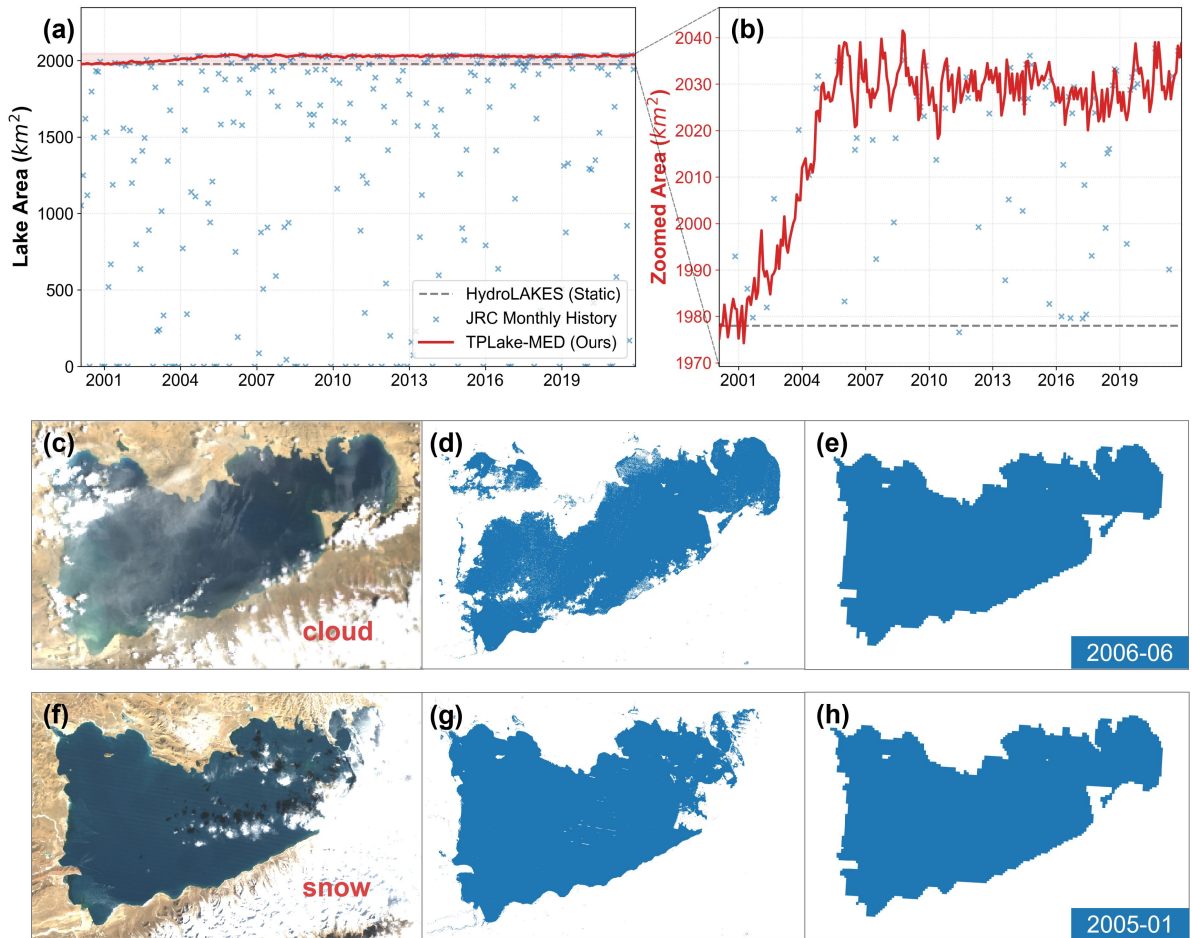 (a)
Lake Area (km²)
2000
1500
1000
500
0
2001 2004 2007 2010 2013 2016 2019
HydroLAKES (Static)
JRC Monthly History
TPLake-MED (Ours)
(b)
Zoomed Area (km²)
2040
2030
2020
2010
2000
1990
1980
1970
2001 2004 2007 2010 2013 2016 2019
(c)
cloud
(d)
(e)
2006-06
(f)
snow
(g)
(h)
2005-01